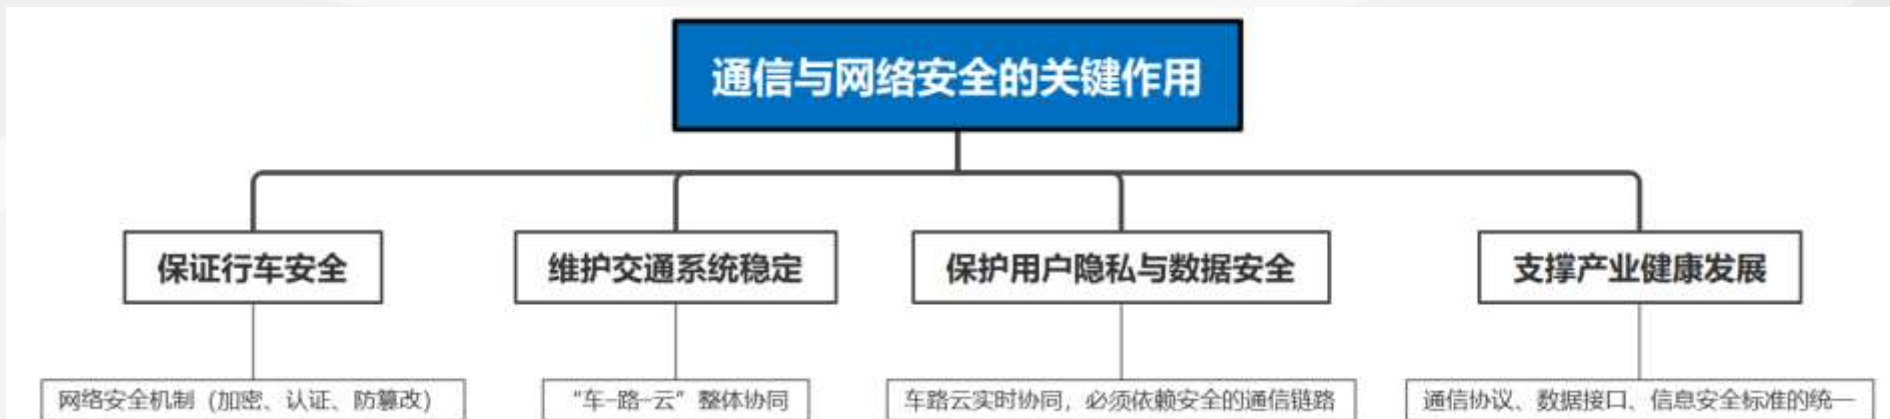 通信与网络安全的关键作用
保证行车安全
维护交通系统稳定
保护用户隐私与数据安全
支撑产业健康发展
网络安全机制（加密、认证、防篡改）
“车-路-云”整体协同
车路云实时协同，必须依赖安全的通信链路
通信协议、数据接口、信息安全标准的统一